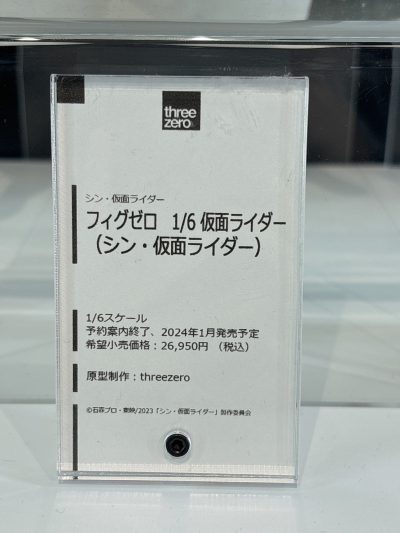 three
zero
シン・仮面ライダー
フィグゼロ 1/6 仮面ライダー
(シン・仮面ライダー)
1/6スケール
予約案内終了、2024年1月発売予定
希望小売価格:26,950円 (税込)
原型制作:threezero
©石森プロ・東映/2023「シン・仮面ライダー」製作委員会